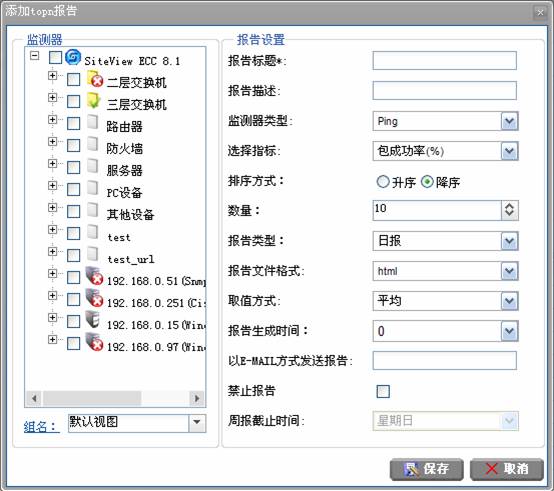 添加topn报告
监测器
SiteView ECC 8.1
二层交换机
三层交换机
路由器
防火墙
服务器
PC设备
其他设备
test
test_url
192.168.0.51(Snm
192.168.0.251(Ci
192.168.0.15(Win
192.168.0.97(Win
组名： 默认视图
报告设置
报告标题*:
报告描述:
监测器类型: Ping
选择指标: 包成功率(%)
排序方式： 升序 降序
数量： 10
报告类型： 日报
报告文件格式： html
取值方式： 平均
报告生成时间： 0
以E-MAIL方式发送报告:
禁止报告
周报截止时间: 星期日
保存 取消